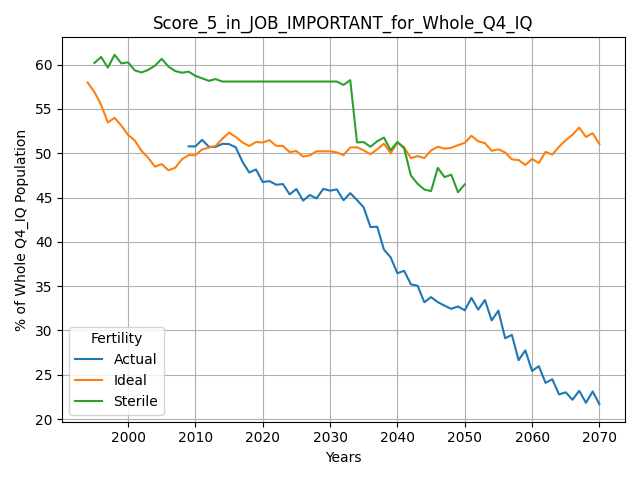 Score_5_in_JOB_IMPORTANT_for_Whole_Q4_IQ
% of Whole Q4_IQ Population
60
55
50
45
40
35
30
25
20
Fertility
Actual
Ideal
Sterile
2000 2010 2020 2030 2040 2050 2060 2070
Years